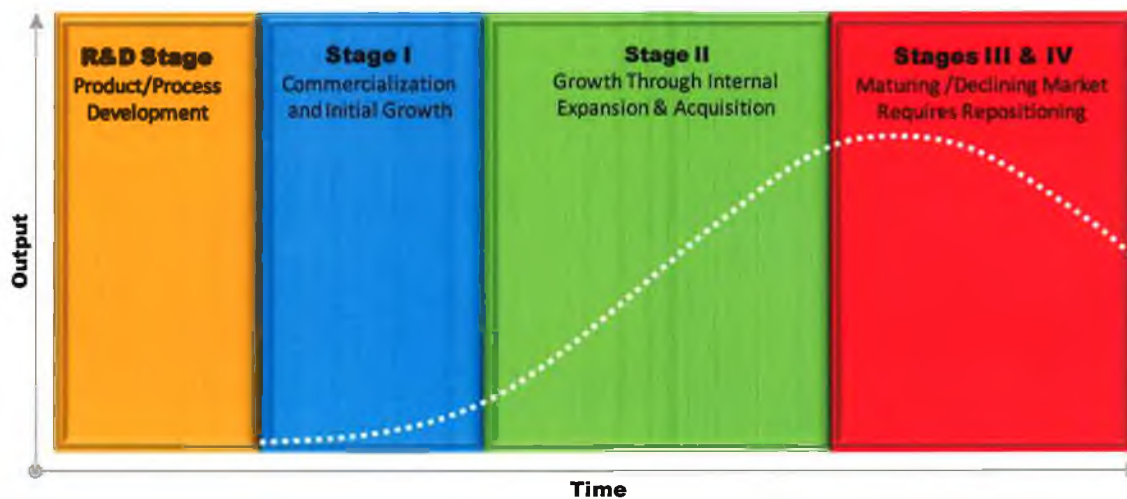 R&D Stage
Product/Process
Development
Stage I
Commercialization
and Initial Growth
Stage II
Growth Through Internal
Expansion & Acquisition
Stages III & IV
Maturing /Declining Market
Requires Repositioning
Output
Time